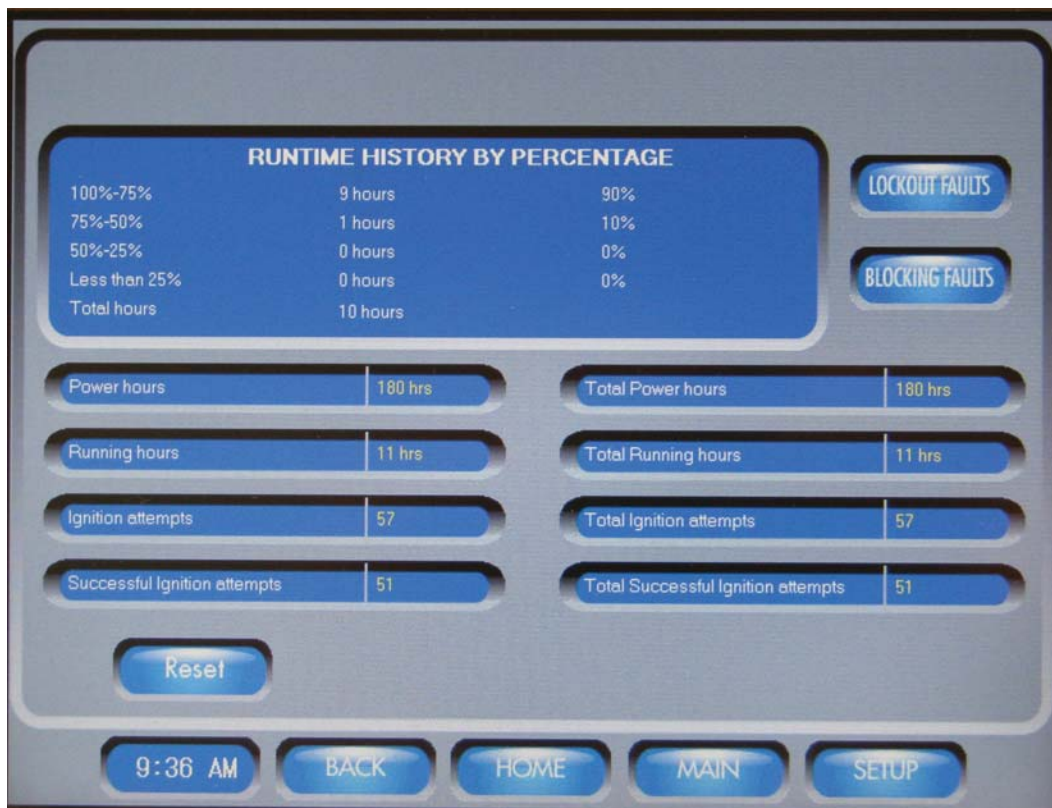 RUNTIME HISTORY BY PERCENTAGE
100%-75% 9 hours 90%
75%-50% 1 hours 10%
50%-25% 0 hours 0%
Less than 25% 0 hours 0%
Total hours 10 hours
LOCKOUT FAULTS
BLOCKING FAULTS
Power hours 180 hrs
Total Power hours 180 hrs
Running hours 11 hrs
Total Running hours 11 hrs
Ignition attempts 57
Total Ignition attempts 57
Successful Ignition attempts 51
Total Successful Ignition attempts 51
Reset
9:36 AM BACK HOME MAIN SETUP